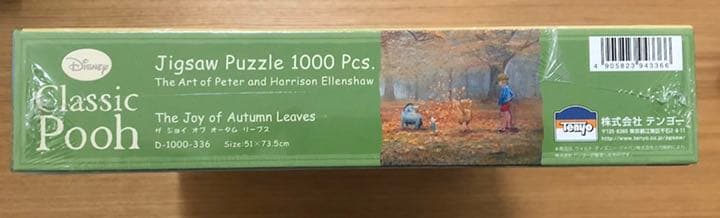 Disney
Classic
Pooh
Jigsaw Puzzle 1000 Pcs.
The Art of Peter and Harrison Ellenshaw
The Joy of Autumn Leaves
ザ ジョイ オブ オータム リーブス
D-1000-336 Size:51×73.5cm
4 905823 943366
Tenyo
株式会社 テンヨー